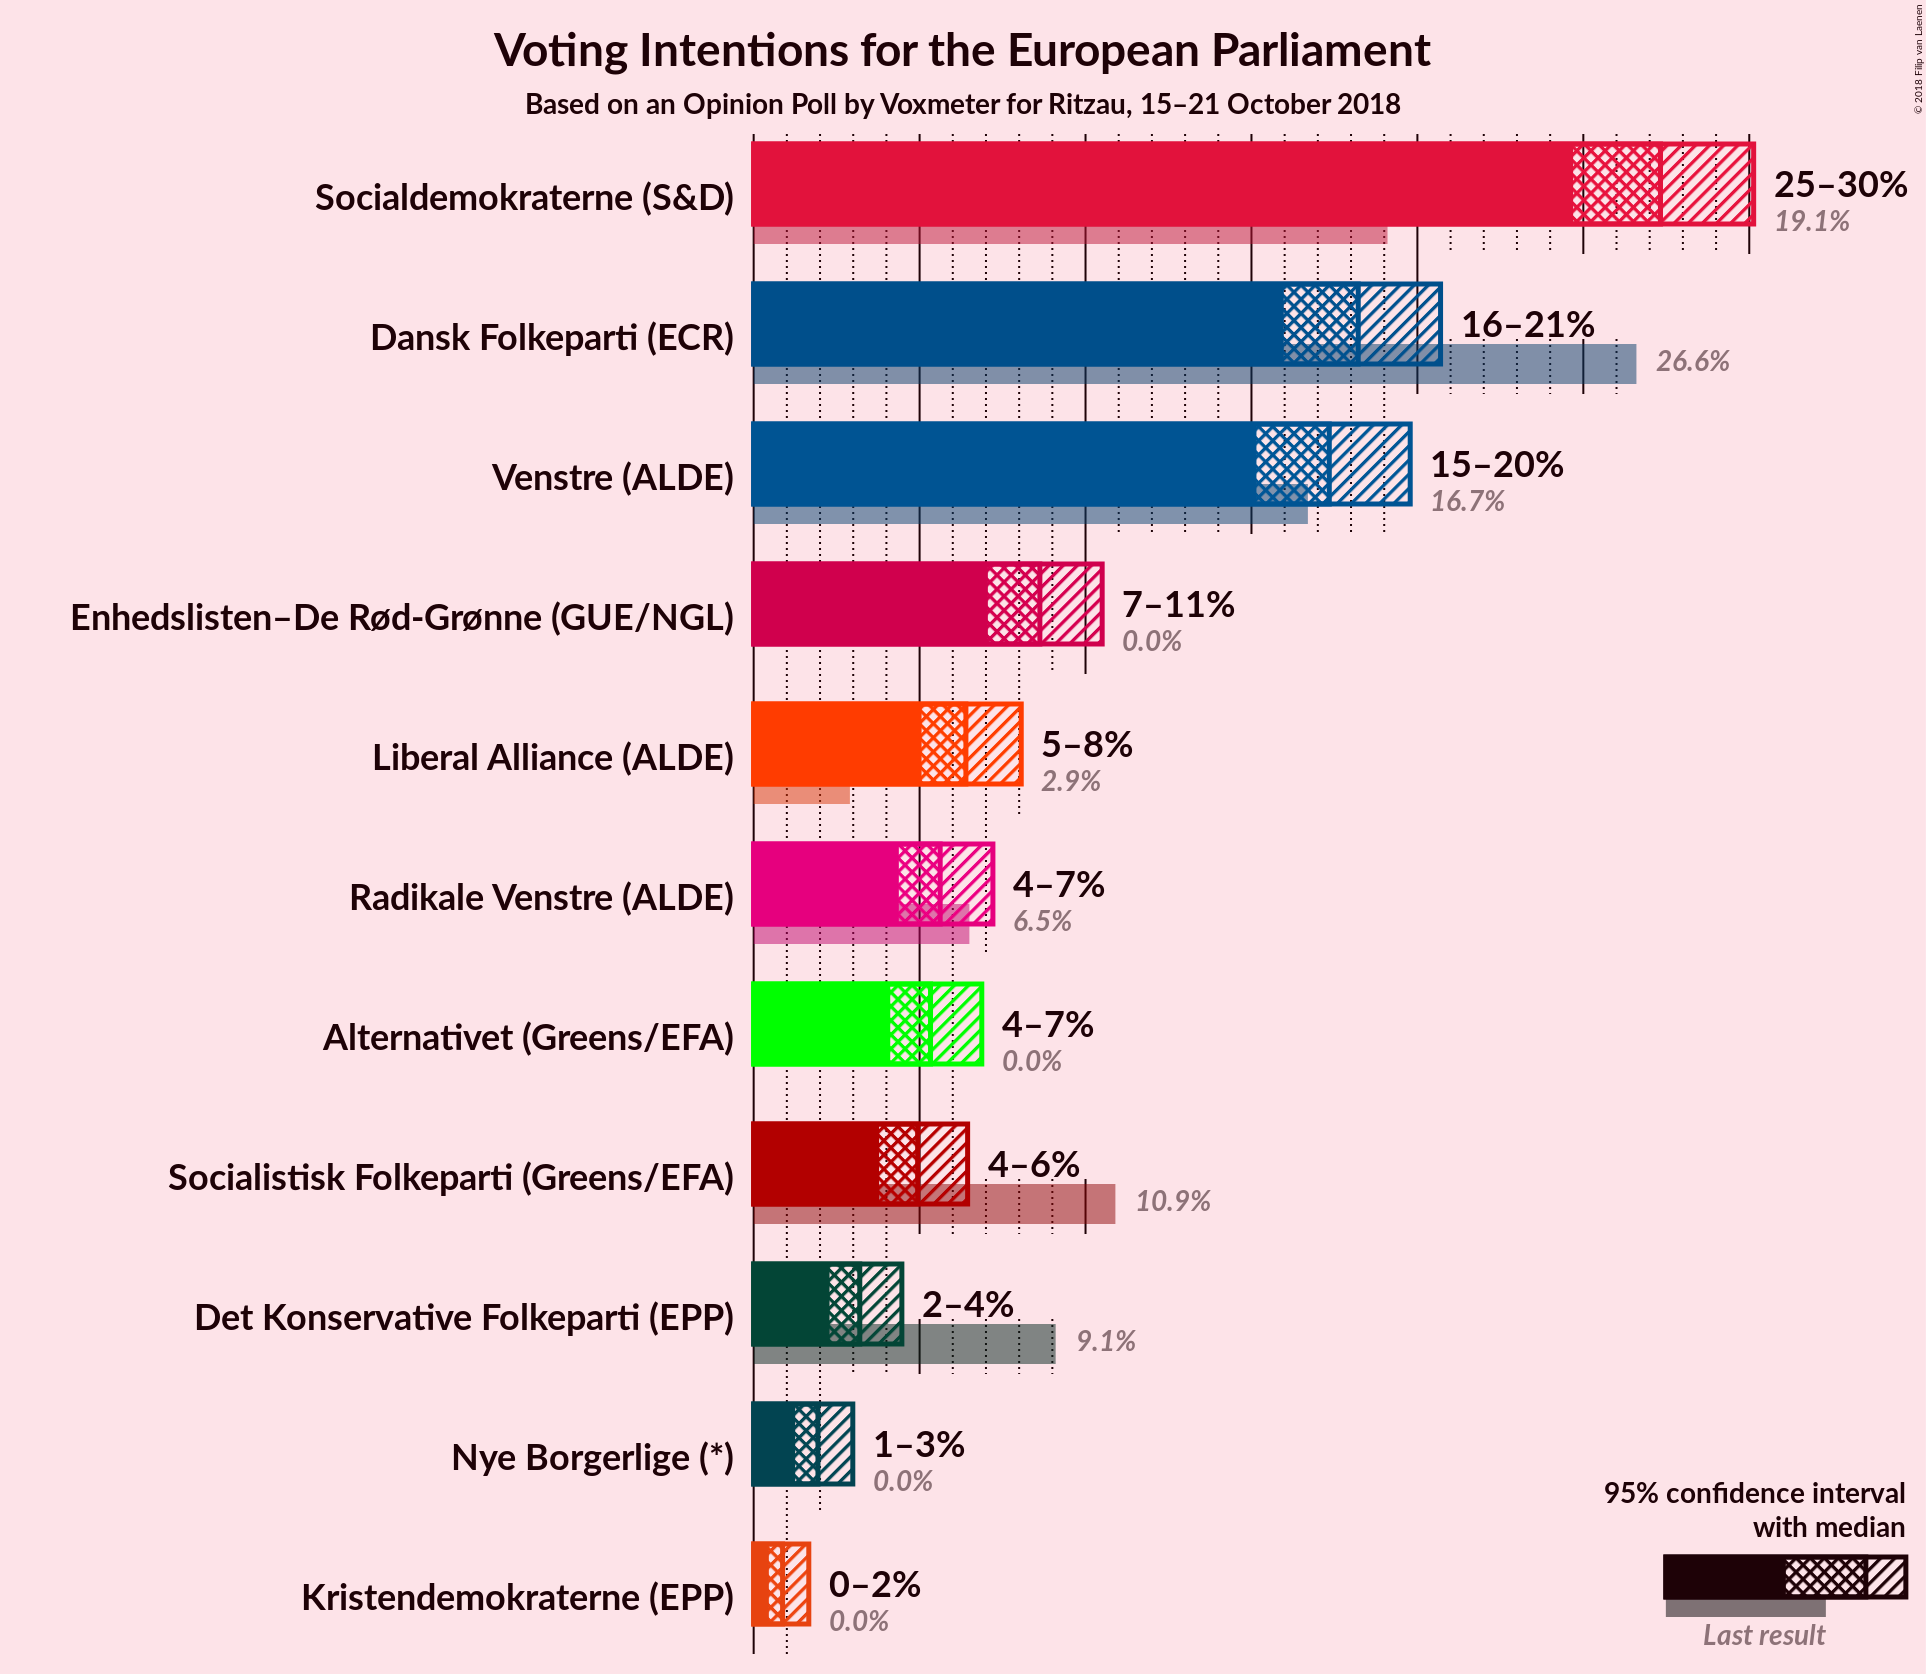 Voting Intentions for the European Parliament
Based on an Opinion Poll by Voxmeter for Ritzau, 15–21 October 2018
© 2018 Filip van Laenen
Socialdemokraterne (S&D)
25–30%
19.1%
Dansk Folkeparti (ECR)
16–21%
26.6%
Venstre (ALDE)
15–20%
16.7%
Enhedslisten–De Rød-Grønne (GUE/NGL)
7–11%
0.0%
Liberal Alliance (ALDE)
5–8%
2.9%
Radikale Venstre (ALDE)
4–7%
6.5%
Alternativet (Greens/EFA)
4–7%
0.0%
Socialistisk Folkeparti (Greens/EFA)
4–6%
10.9%
Det Konservative Folkeparti (EPP)
2–4%
9.1%
Nye Borgerlige (*)
1–3%
0.0%
Kristendemokraterne (EPP)
0–2%
0.0%
95% confidence interval
with median
Last result